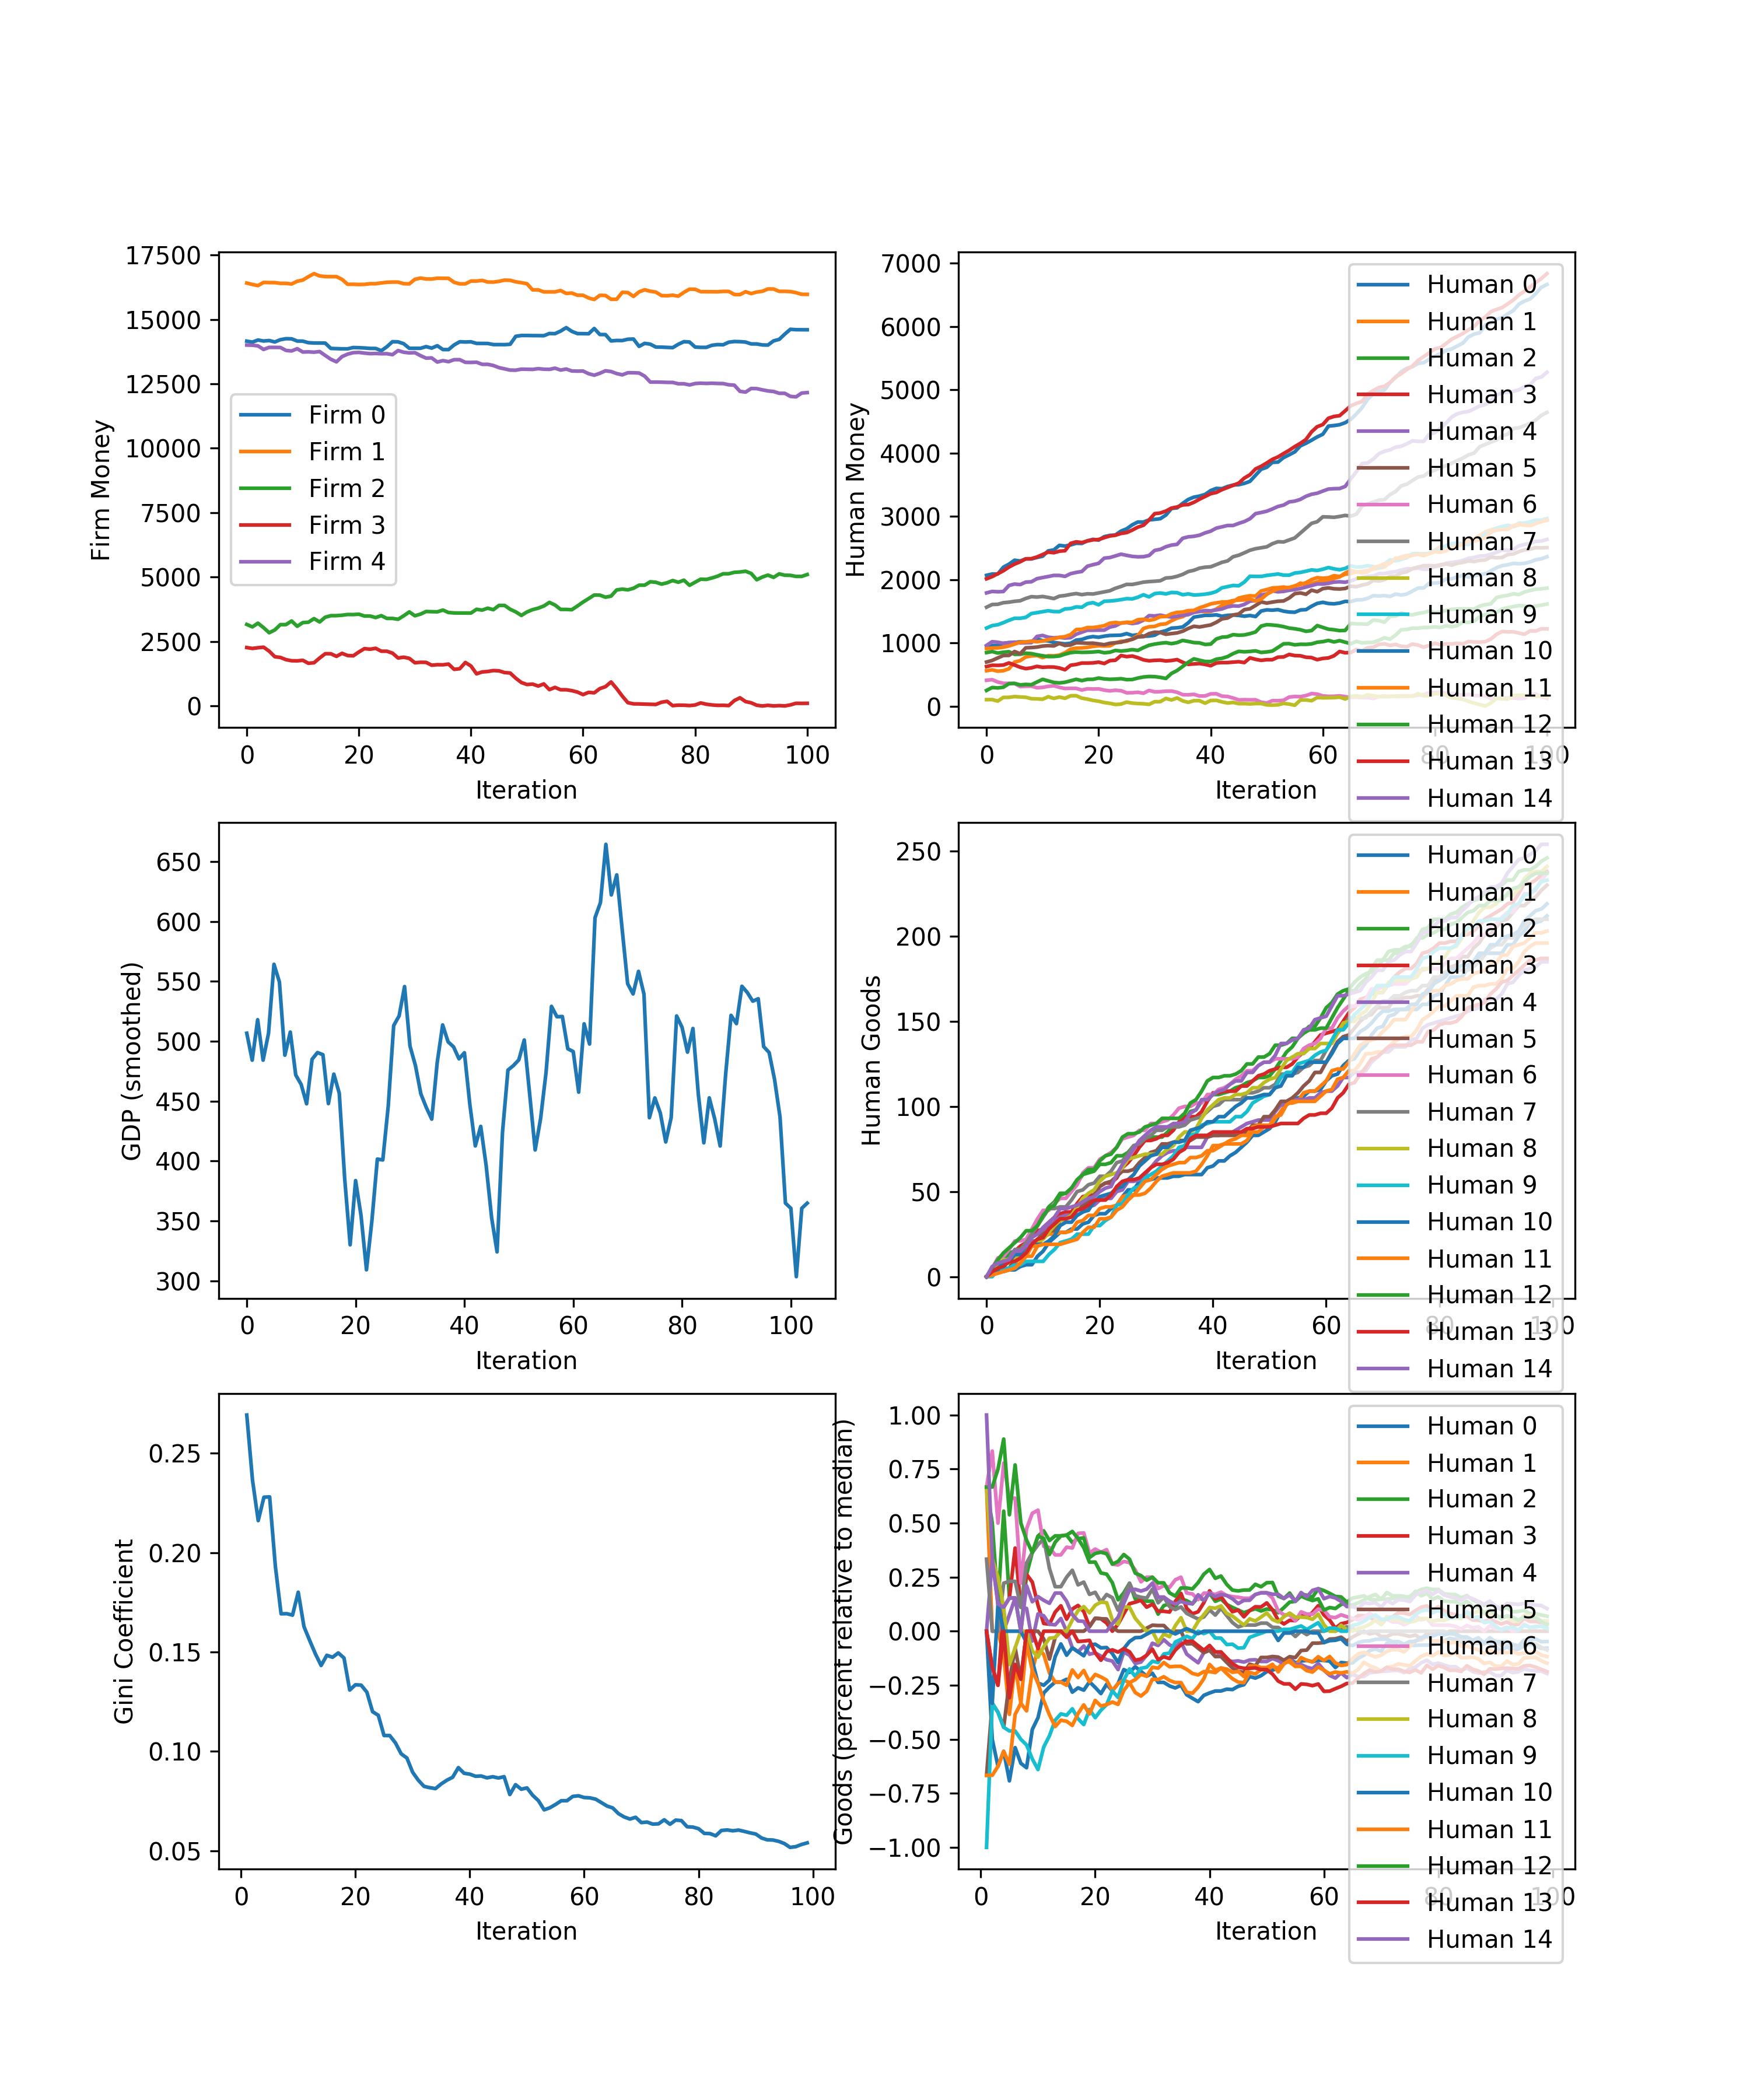 17500
15000
12500
10000
7500
5000
2500
0
Firm Money
Firm 0
Firm 1
Firm 2
Firm 3
Firm 4
0 20 40 60 80 100
Iteration
7000
6000
5000
4000
3000
2000
1000
0
Human Money
Human 0
Human 1
Human 2
Human 3
Human 4
Human 5
Human 6
Human 7
Human 8
Human 9
Human 10
Human 11
Human 12
Human 13
Human 14
0 20 40 60 80 100
Iteration
650
600
550
500
450
400
350
300
GDP (smoothed)
0 20 40 60 80 100
Iteration
250
200
150
100
50
0
Human Goods
Human 0
Human 1
Human 2
Human 3
Human 4
Human 5
Human 6
Human 7
Human 8
Human 9
Human 10
Human 11
Human 12
Human 13
Human 14
0 20 40 60 80 100
Iteration
0.25
0.20
0.15
0.10
0.05
Gini Coefficient
0 20 40 60 80 100
Iteration
1.00
0.75
0.50
0.25
0.00
−0.25
−0.50
−0.75
−1.00
Goods (percent relative to median)
Human 0
Human 1
Human 2
Human 3
Human 4
Human 5
Human 6
Human 7
Human 8
Human 9
Human 10
Human 11
Human 12
Human 13
Human 14
0 20 40 60 80 100
Iteration